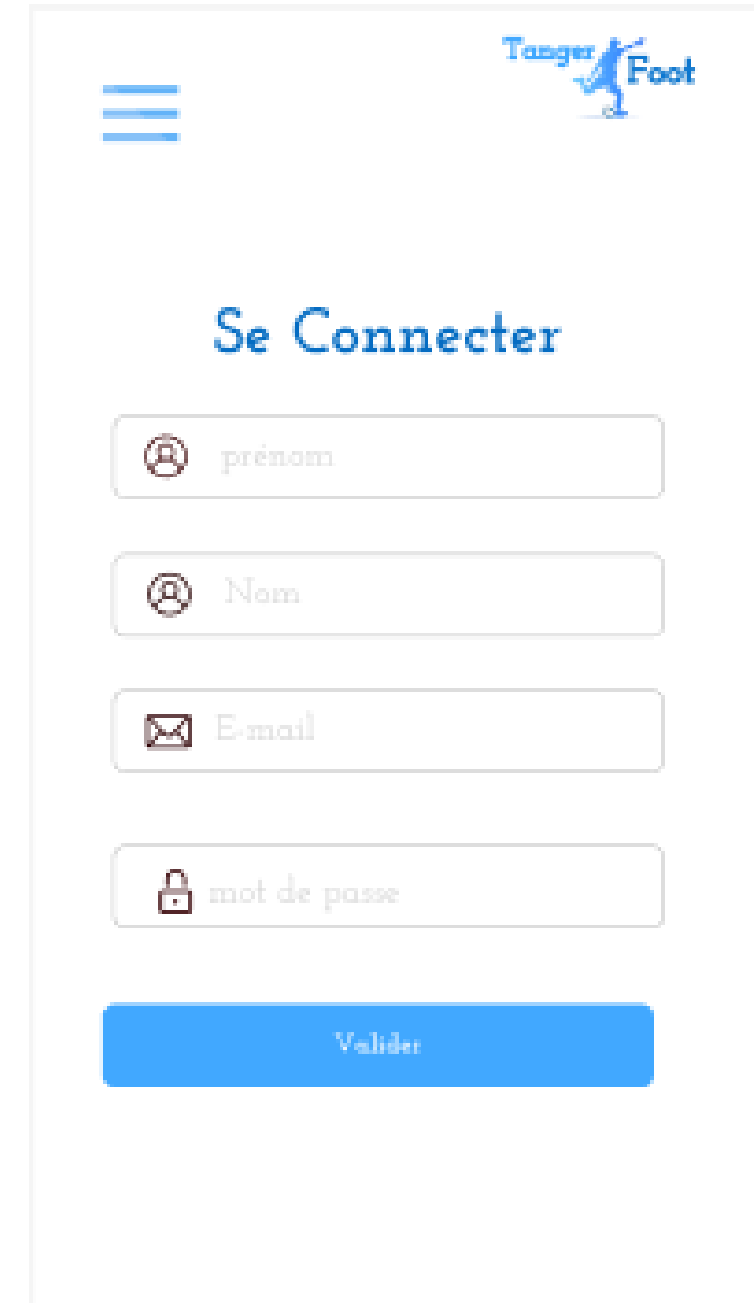 Tanger Foot
Se Connecter
prénom
Nom
E-mail
mot de passe
Valider